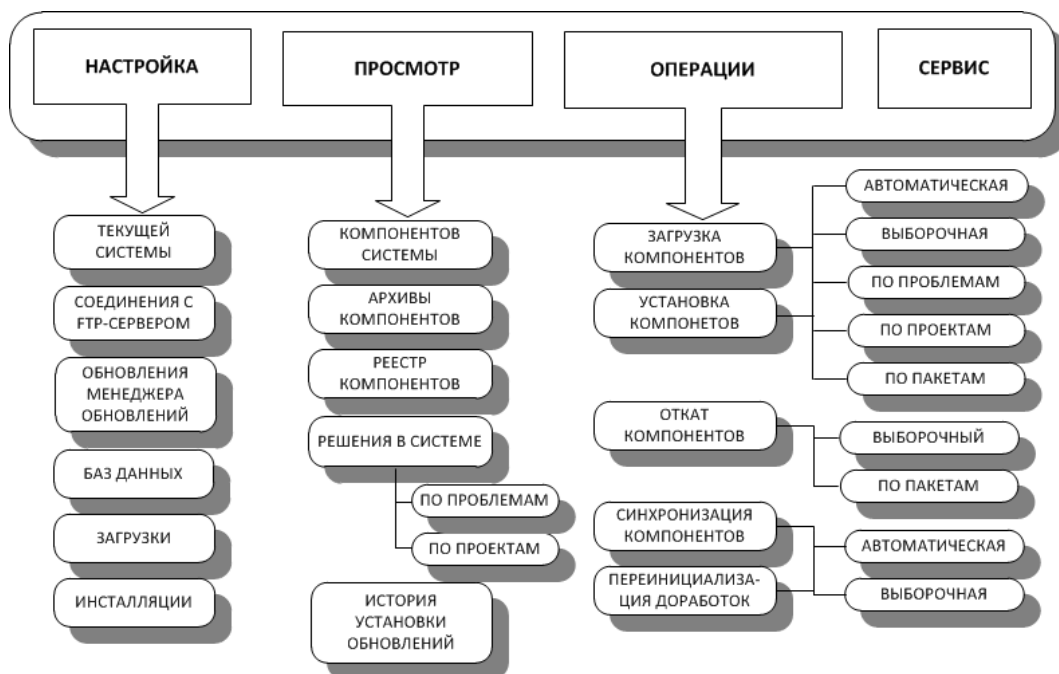 НАСТРОЙКА
ПРОСМОТР
ОПЕРАЦИИ
СЕРВИС
ТЕКУЩЕЙ
СИСТЕМЫ
СОЕДИНЕНИЯ С
FTP-СЕРВЕРОМ
ОБНОВЛЕНИЯ
МЕНЕДЖЕРА
ОБНОВЛЕНИЙ
БАЗ ДАННЫХ
ЗАГРУЗКИ
ИНСТАЛЛЯЦИИ
КОМПОНЕНТОВ
СИСТЕМЫ
АРХИВЫ
КОМПОНЕНТОВ
РЕЕСТР
КОМПОНЕНТОВ
РЕШЕНИЯ В СИСТЕМЕ
ПО ПРОБЛЕМАМ
ПО ПРОЕКТАМ
ИСТОРИЯ
УСТАНОВКИ
ОБНОВЛЕНИЙ
ЗАГРУЗКА
КОМПОНЕНТОВ
УСТАНОВКА
КОМПОНЕТОВ
АВТОМАТИЧЕСКАЯ
ВЫБОРОЧНАЯ
ПО ПРОБЛЕМАМ
ПО ПРОЕКТАМ
ПО ПАКЕТАМ
ОТКАТ
КОМПОНЕНТОВ
ВЫБОРОЧНЫЙ
ПО ПАКЕТАМ
СИНХРОНИЗАЦИЯ
КОМПОНЕНТОВ
ПЕРЕИНИЦИАЛИЗА-
ЦИЯ ДОРАБОТОК
АВТОМАТИЧЕСКАЯ
ВЫБОРОЧНАЯ